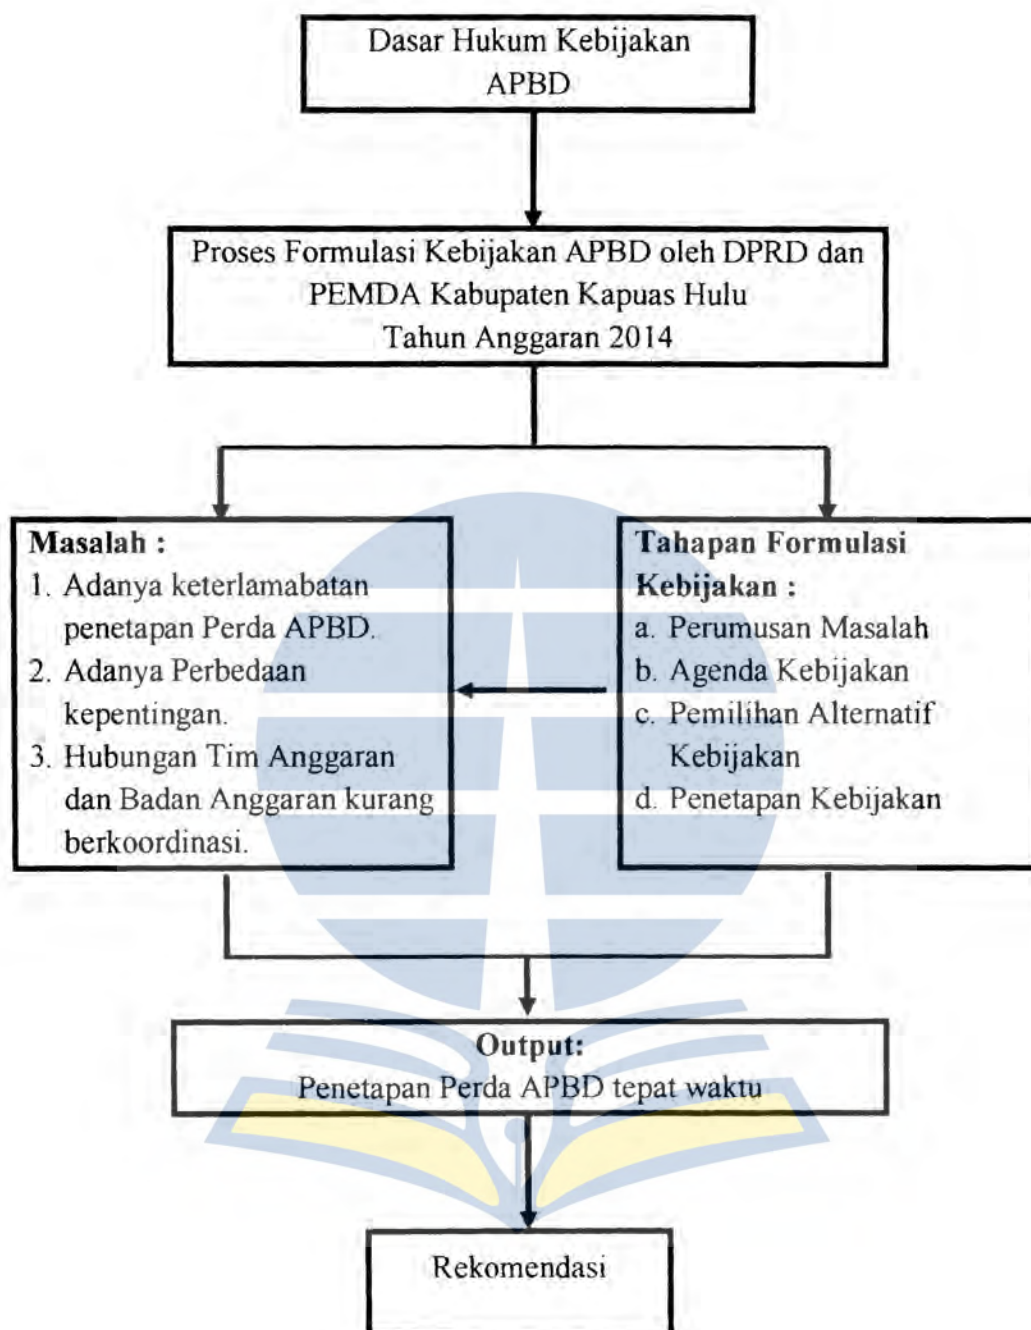 Dasar Hukum Kebijakan
APBD
Proses Formulasi Kebijakan APBD oleh DPRD dan
PEMDA Kabupaten Kapuas Hulu
Tahun Anggaran 2014
Masalah :
1. Adanya keterlamabatan
penetapan Perda APBD.
2. Adanya Perbedaan
kepentingan.
3. Hubungan Tim Anggaran
dan Badan Anggaran kurang
berkoordinasi.
Tahapan Formulasi
Kebijakan :
a. Perumusan Masalah
b. Agenda Kebijakan
c. Pemilihan Alternatif
Kebijakan
d. Penetapan Kebijakan
Output:
Penetapan Perda APBD tepat waktu
Rekomendasi